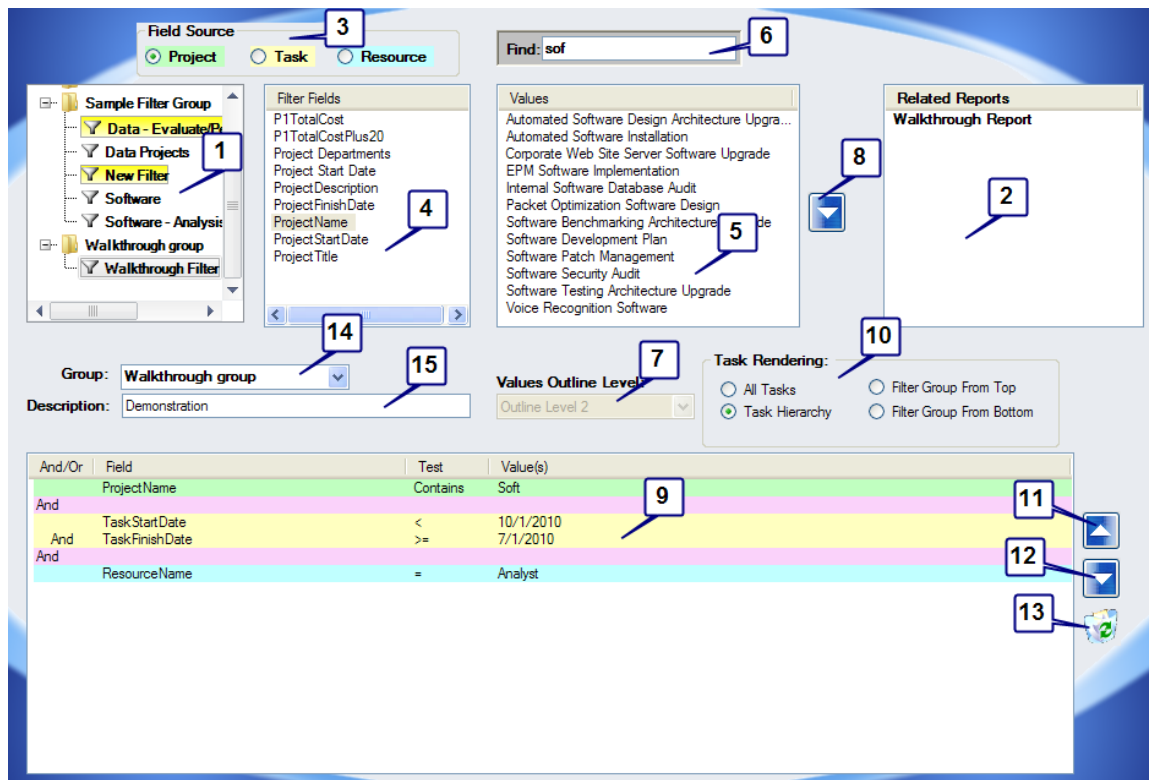 Field Source
3
Project Task Resource
Find: sof
6
Sample Filter Group
Data - Evaluate/Pe
Data Projects
New Filter
Software
Software - Analysis
Walkthrough group
Walkthrough Filter
1
Filter Fields
P1TotalCost
P1TotalCostPlus20
Project Departments
Project Start Date
ProjectDescription
ProjectFinishDate
ProjectName
ProjectStartDate
ProjectTitle
4
Values
Automated Software Design Architecture Upgra...
Automated Software Installation
Corporate Web Site Server Software Upgrade
EPM Software Implementation
Internal Software Database Audit
Packet Optimization Software Design
Software Benchmarking Architecture de
Software Development Plan
Software Patch Management
Software Security Audit
Software Testing Architecture Upgrade
Voice Recognition Software
5
8
Related Reports
Walkthrough Report
2
Group: Walkthrough group
14
Description: Demonstration
15
Values Outline Level:
Outline Level 2
7
Task Rendering:
10
All Tasks Filter Group From Top
Task Hierarchy Filter Group From Bottom
And/Or Field Test Value(s)
ProjectName Contains Soft
And
TaskStartDate < 10/1/2010
And TaskFinishDate >= 7/1/2010
And
ResourceName = Analyst
9
11
12
13